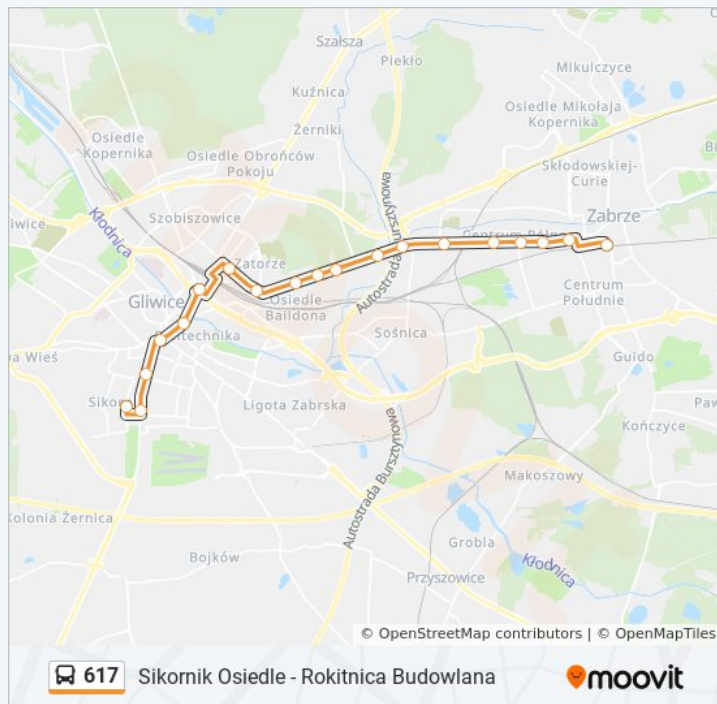 Szałsza
Piekło
Mikulczyce
Kuźnica
Osiedle Mikołaja
Kopernika
Żerniki
Osiedle
Kopernika
Osiedle Obrońców
Pokoju
Skłodowskiej-
Curie
Autostrada Bursztynowa
Kłodnica
Szobiszowice
Zabrze
Zatorze
Gliwice
Osiedle
Baildona
Centrum
Południe
Sośnica
Guido
Ligota Zabrska
Kończyce
Makoszowy
Autostrada Bursztynowa
Kolonia Żernica
Bojków
Grobla
Kłodnica
Przyszowice
© OpenStreetMap contributors | © OpenMapTiles
617 Sikornik Osiedle - Rokitnica Budowlana moovit